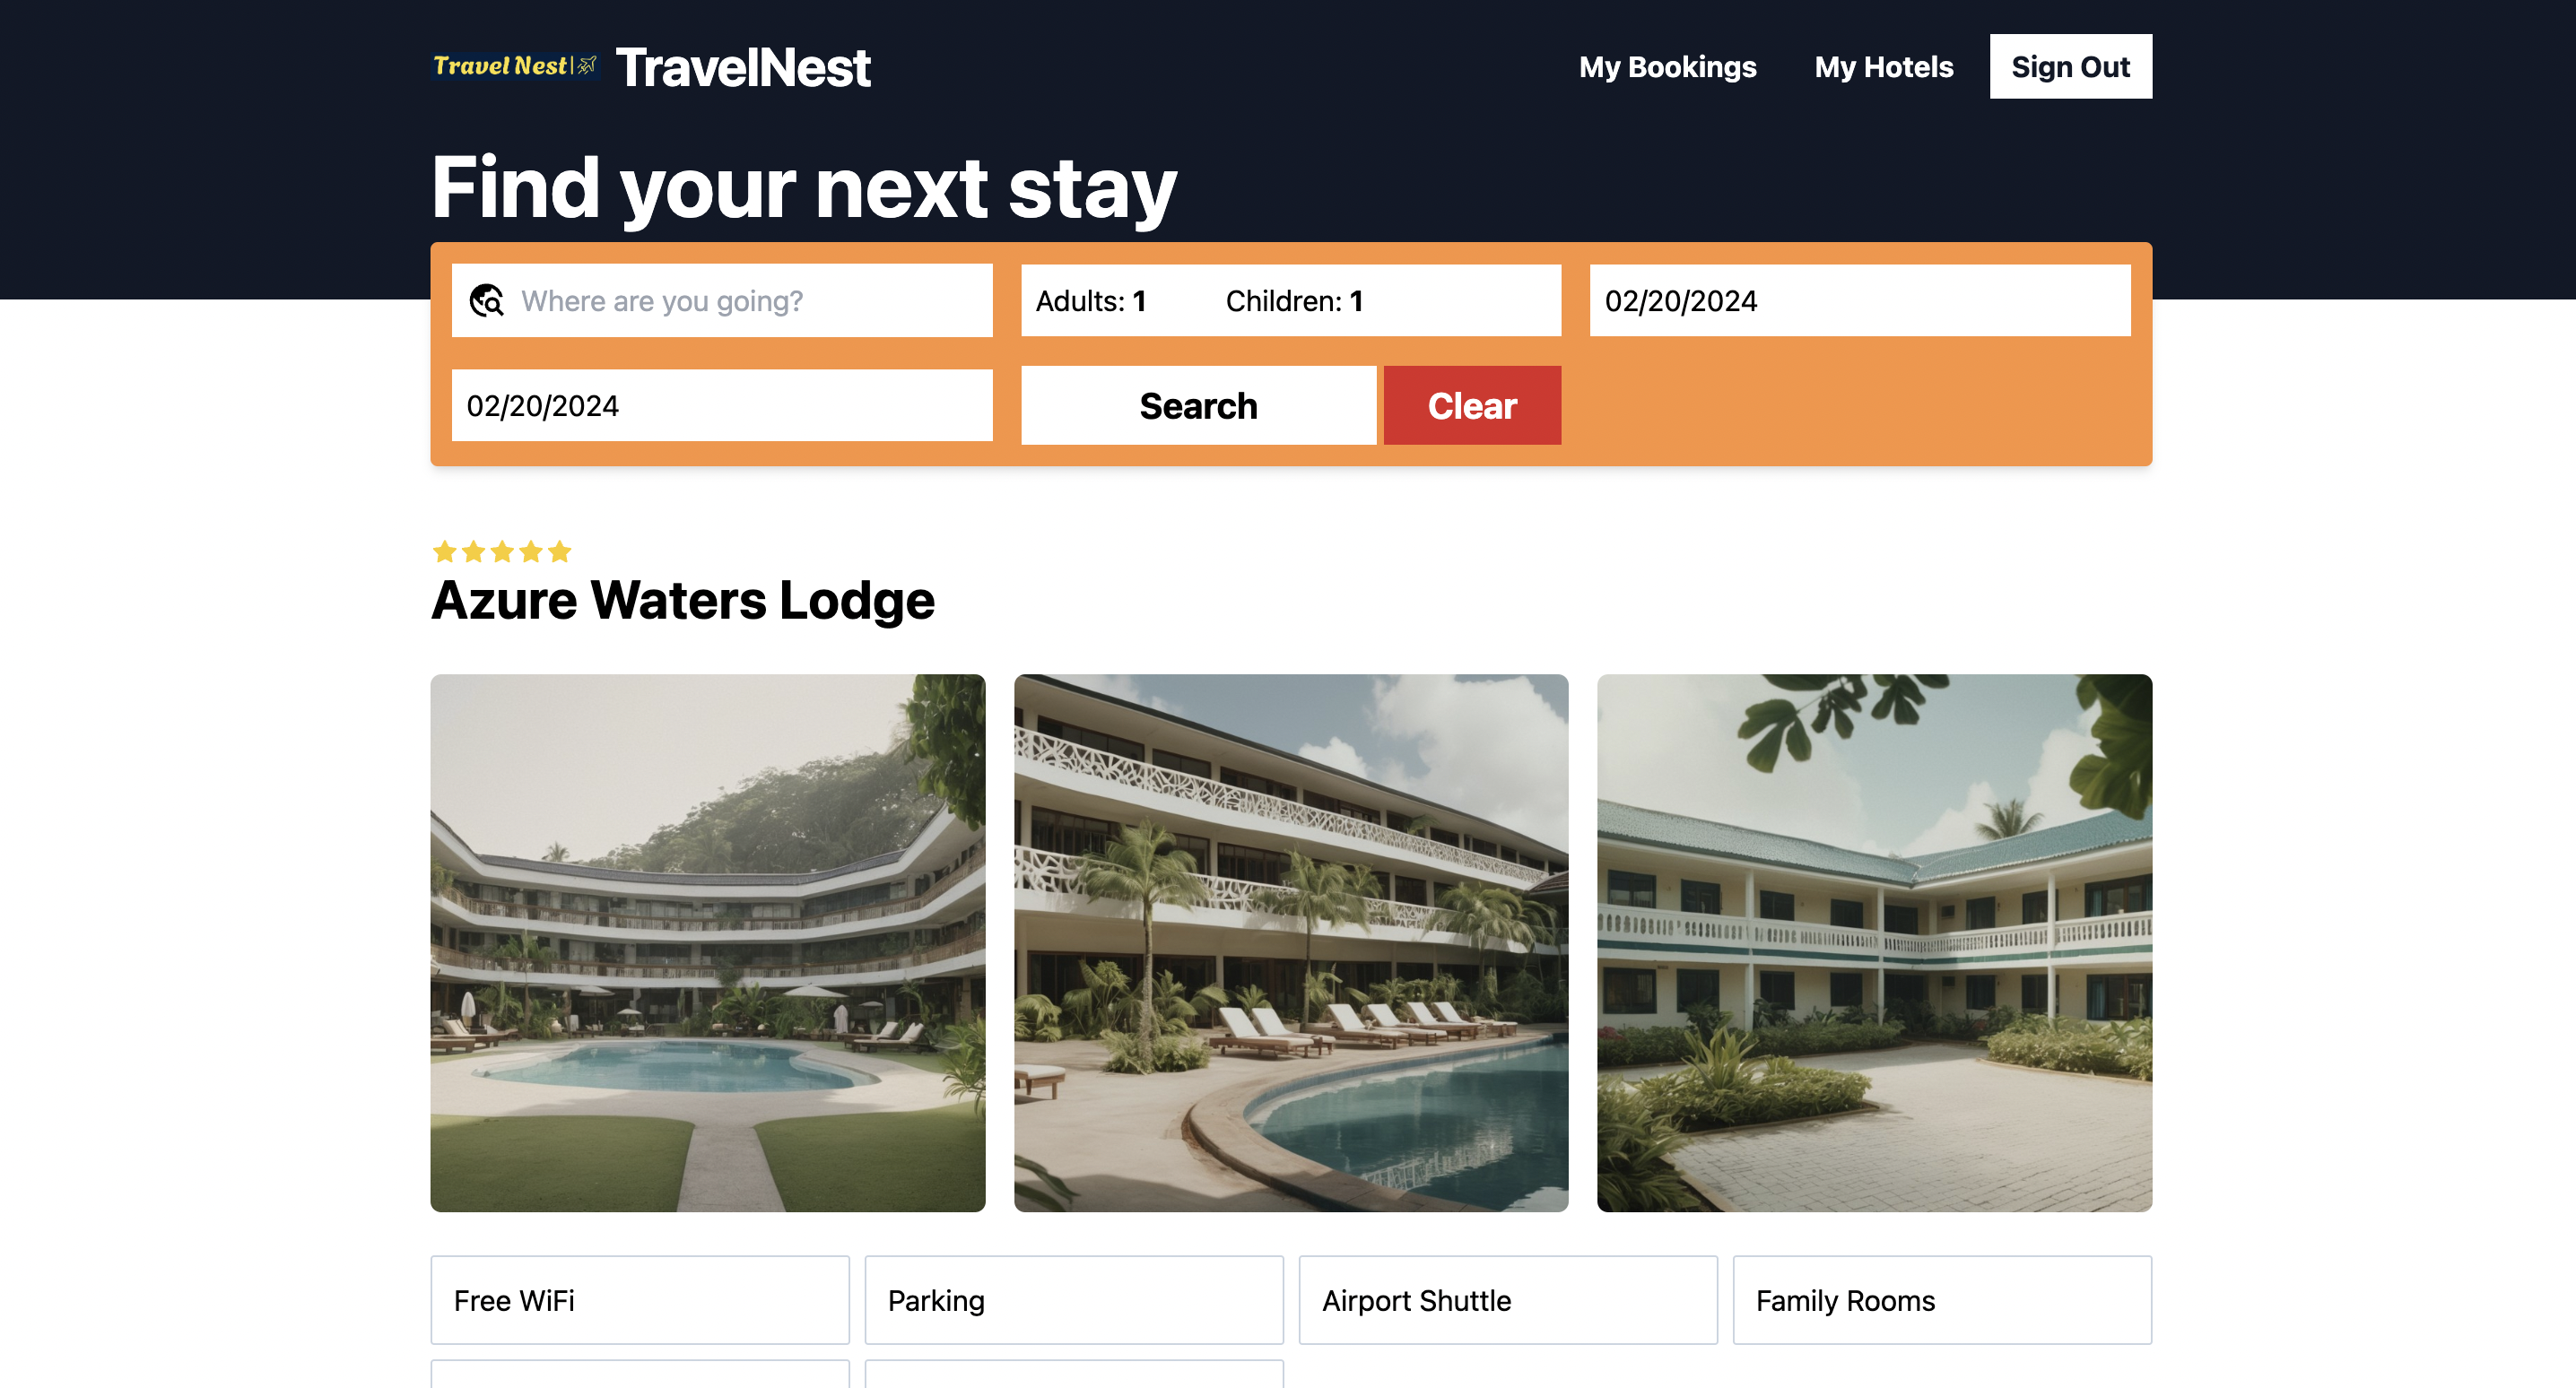 Travel Nest TravelNest My Bookings My Hotels Sign Out
Find your next stay
Where are you going? Adults: 1 Children: 1 02/20/2024
02/20/2024 Search Clear
Azure Waters Lodge
Free WiFi Parking Airport Shuttle Family Rooms